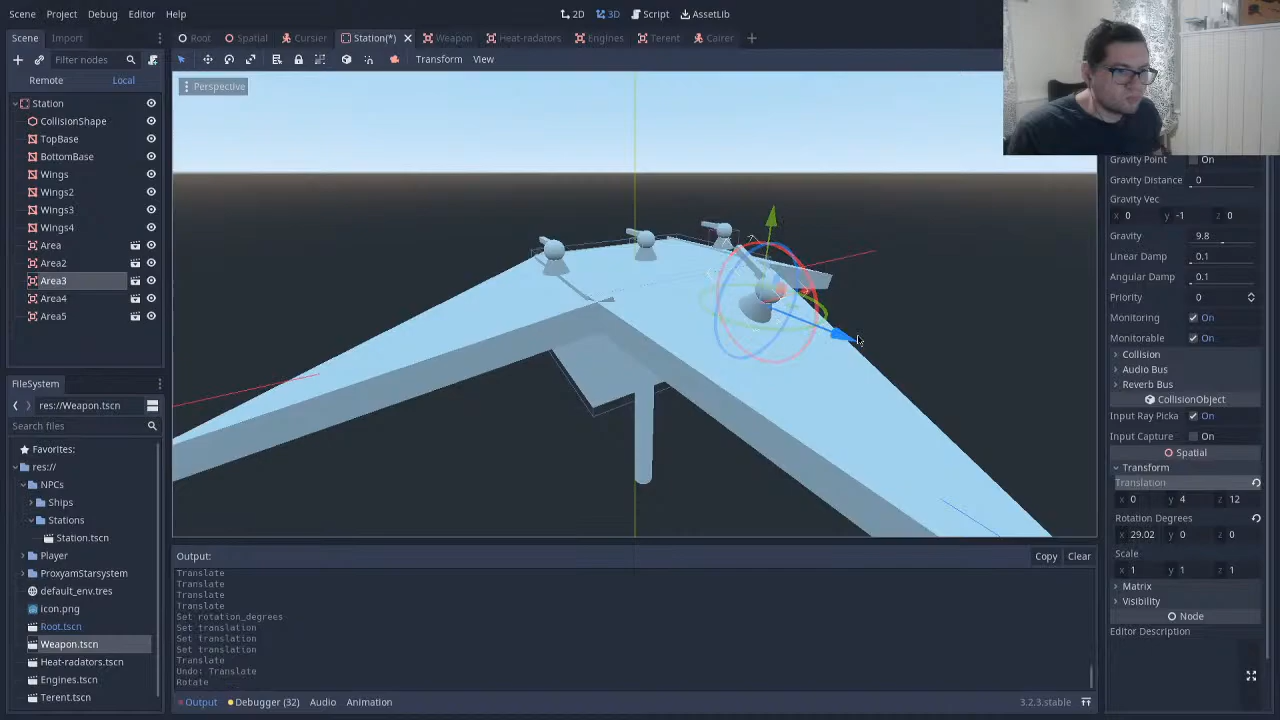 Scene Project Debug Editor Help
2D 3D Script AssetLib
Scene Import
Root Spatial Cursier Station(*) Weapon Heat-radators Engines Terent Cairer
Filter nodes
Transform View
Remote Local
Perspective
Station
CollisionShape
TopBase
BottomBase
Wings
Wings2
Wings3
Wings4
Area
Area2
Area3
Area4
Area5
FileSystem
res://Weapon.tscn
Search files
Favorites:
res://
NPCs
Ships
Stations
Station.tscn
Player
ProxyamStarsystem
default_env.tres
icon.png
Root.tscn
Weapon.tscn
Heat-radators.tscn
Engines.tscn
Terent.tscn
Output:
Copy Clear
Translate
Translate
Translate
Translate
Set rotation_degrees
Set translation
Set translation
Set translation
Translate
Undo: Translate
Rotate
Output Debugger (32) Audio Animation
3.2.3.stable
Gravity Point On
Gravity Distance 0
Gravity Vec
x 0 y -1 z 0
Gravity 9.8
Linear Damp 0.1
Angular Damp 0.1
Priority 0
Monitoring On
Monitorable On
Collision
Audio Bus
Reverb Bus
CollisionObject
Input Ray Picka On
Input Capture On
Spatial
Transform
Translation
x 0 y 4 z 12
Rotation Degrees
x 29.02 y 0 z 0
Scale
x 1 y 1 z 1
Matrix
Visibility
Node
Editor Description